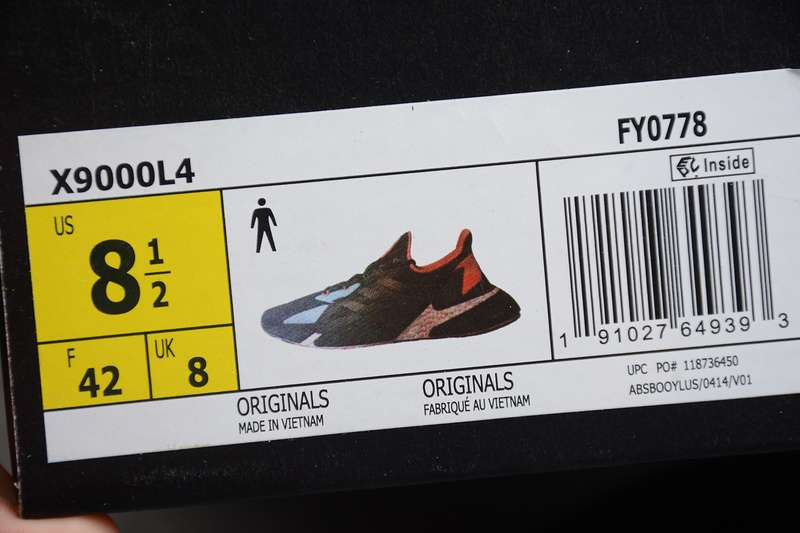 X9000L4
FY0778
Inside
US
8 1/2
F
42
UK
8
ORIGINALS
MADE IN VIETNAM
ORIGINALS
FABRIQUÉ AU VIETNAM
1 91027 64939 3
UPC PO# 118736450
ABSBOOYLUS/0414/V01